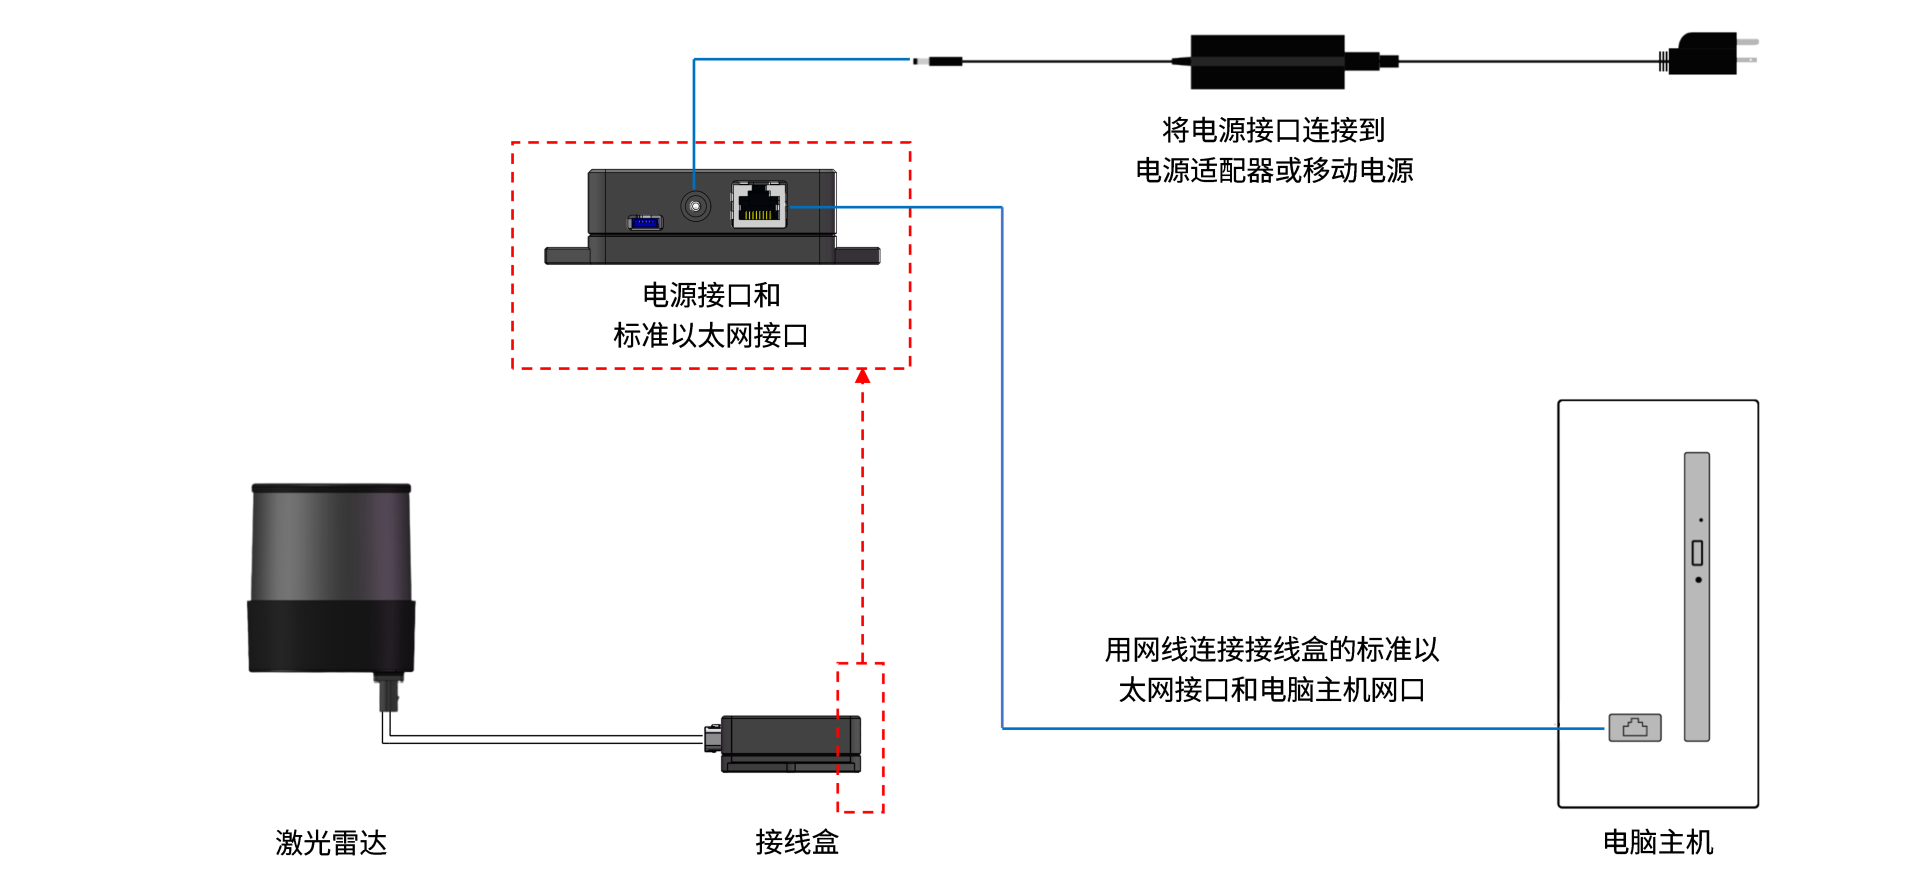 将电源接口连接到
电源适配器或移动电源
电源接口和
标准以太网接口
用网线连接接线盒的标准以
太网接口和电脑主机网口
激光雷达
接线盒
电脑主机